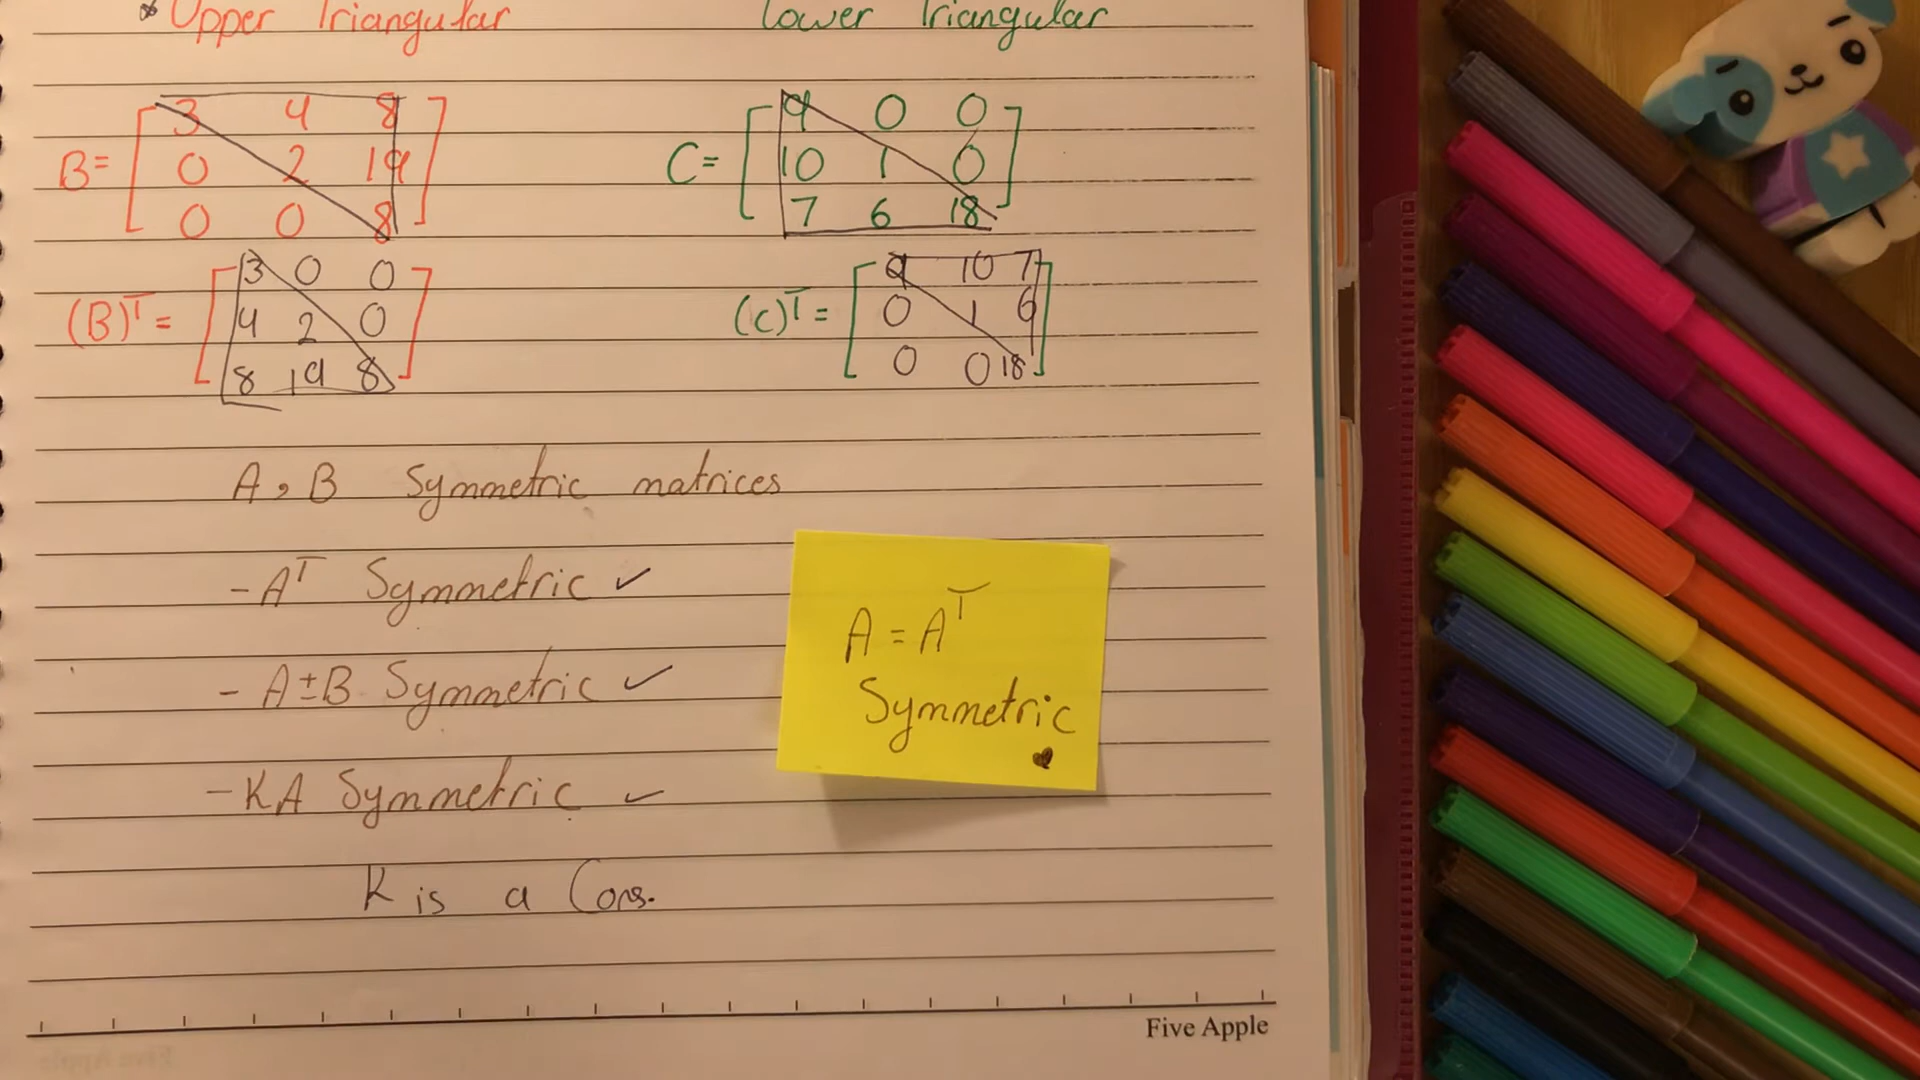 * Upper Triangular
Lower Triangular
B = [ 3 4 8
0 2 19
0 0 8 ]
C = [ 9 0 0
10 1 0
7 6 18 ]
(B)ᵀ = [ 3 0 0
4 2 0
8 19 8 ]
(C)ᵀ = [ 9 10 7
0 1 6
0 0 18 ]
A, B Symmetric matrices
- Aᵀ Symmetric ✓
- A±B Symmetric ✓
- KA Symmetric ✓
K is a Cons.
A = Aᵀ
Symmetric
Five Apple